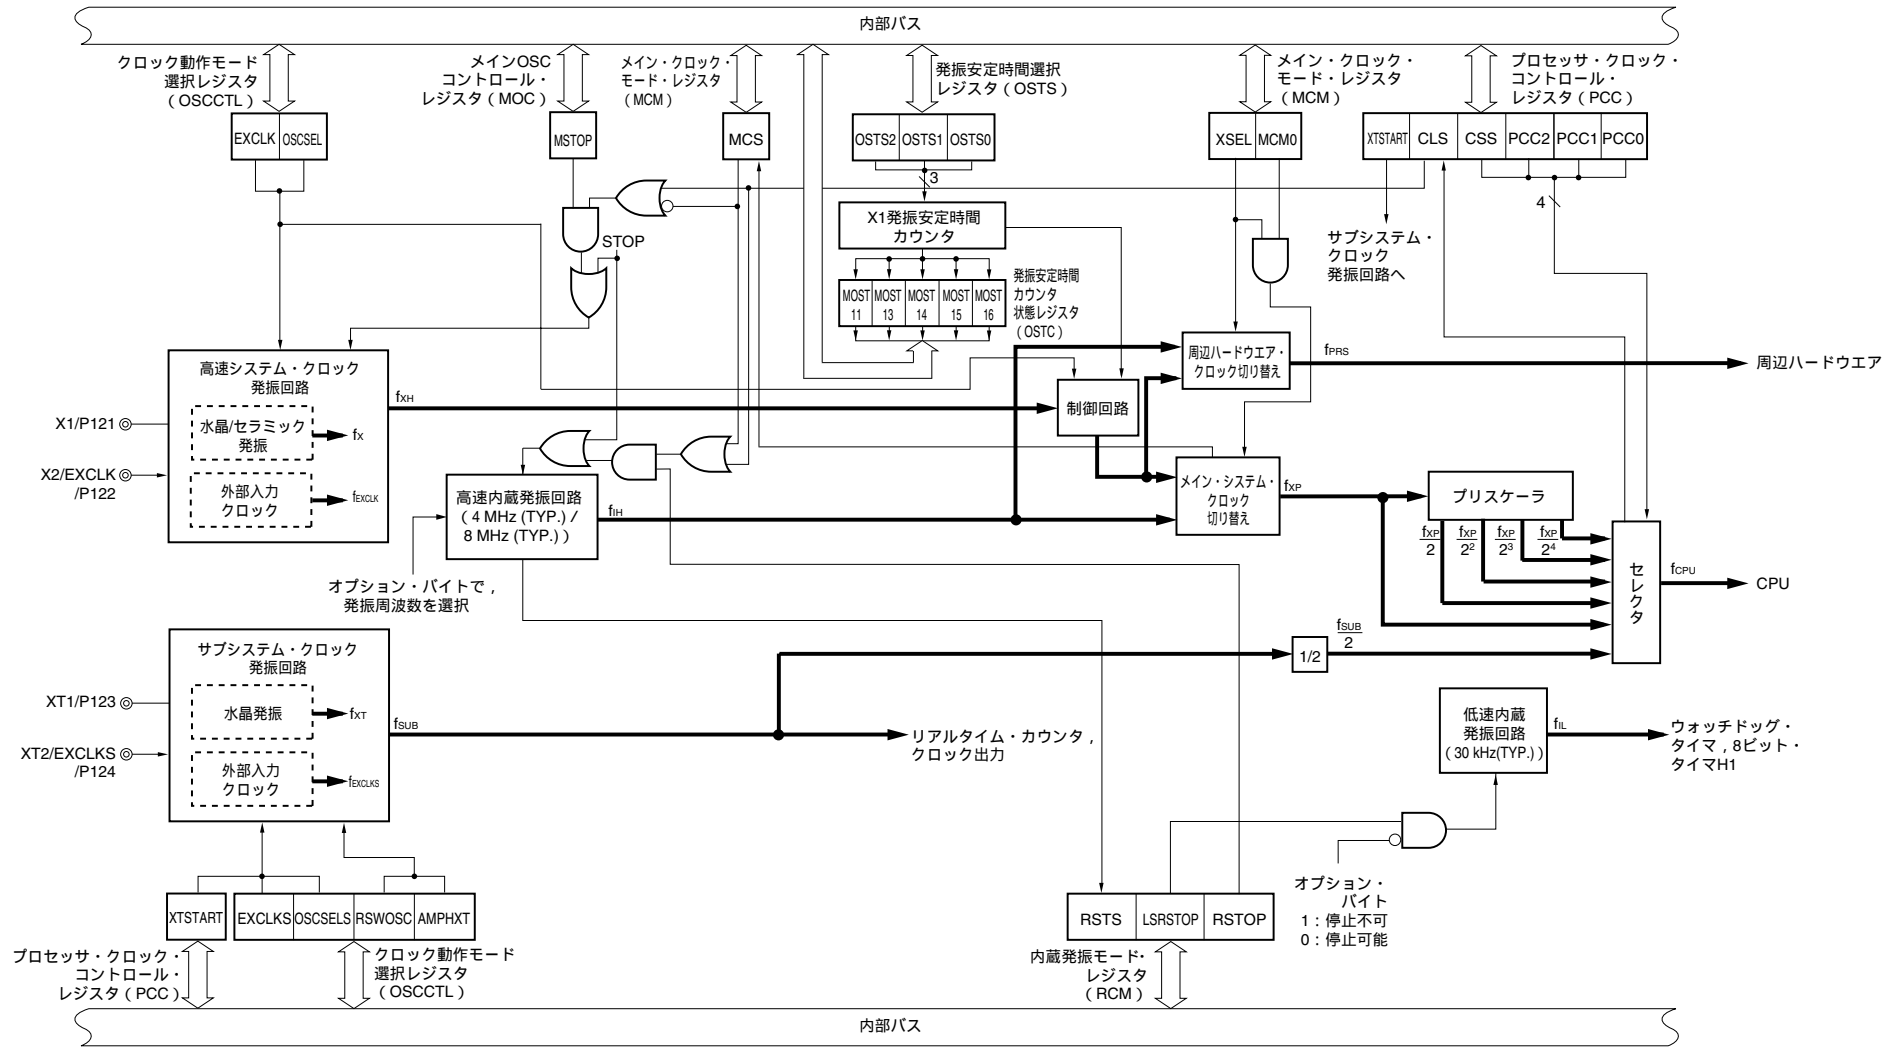 内部バス
クロック動作モード
選択レジスタ
(OSCCTL)
メインOSC
コントロール・
レジスタ(MOC)
メイン・クロック・
モード・レジスタ
(MCM)
発振安定時間選択
レジスタ(OSTS)
メイン・クロック・
モード・レジスタ
(MCM)
プロセッサ・クロック・
コントロール・
レジスタ(PCC)
EXCLK OSCSEL
MSTOP
MCS
OSTS2 OSTS1 OSTS0
XSEL MCM0
XTSTART CLS CSS PCC2 PCC1 PCC0
3
4
STOP
X1発振安定時間
カウンタ
サブシステム・
クロック
発振回路へ
MOST 11 MOST 13 MOST 14 MOST 15 MOST 16
発振安定時間
カウンタ
状態レジスタ
(OSTC)
高速システム・クロック
発振回路
水晶/セラミック
発振
fX
外部入力
クロック
fEXCLK
X1/P121
X2/EXCLK
/P122
fXH
制御回路
周辺ハードウエア・
クロック切り替え
fPRS
周辺ハードウエア
高速内蔵発振回路
(4 MHz (TYP.) /
8 MHz (TYP.))
fIH
オプション・バイトで,
発振周波数を選択
メイン・システム・
クロック
切り替え
fXP
プリスケーラ
fXP/2 fXP/2² fXP/2³ fXP/2⁴
セレクタ
fCPU
CPU
サブシステム・クロック
発振回路
水晶発振
fXT
外部入力
クロック
fEXCLKS
XT1/P123
XT2/EXCLKS
/P124
fSUB
リアルタイム・カウンタ,
クロック出力
1/2
fSUB/2
低速内蔵
発振回路
(30 kHz(TYP.))
fIL
ウォッチドッグ・
タイマ,8ビット・
タイマH1
オプション・
バイト
1:停止不可
0:停止可能
XTSTART
EXCLKS OSCSELS RSWOSC AMPHXT
RSTS LSRSTOP RSTOP
プロセッサ・クロック・
コントロール・
レジスタ(PCC)
クロック動作モード
選択レジスタ
(OSCCTL)
内蔵発振モード・
レジスタ
(RCM)
内部バス